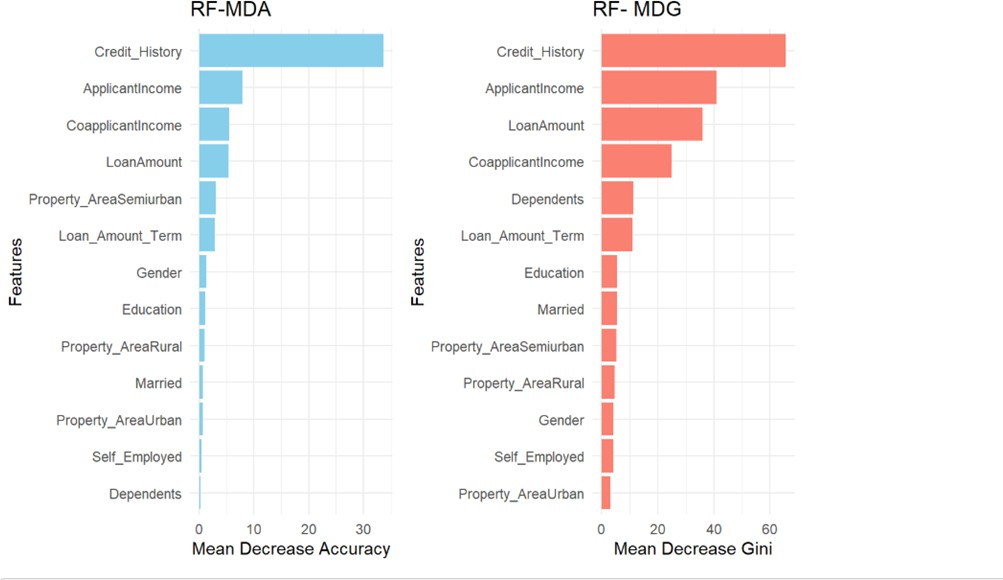 RF-MDA
Features
Credit_History
ApplicantIncome
CoapplicantIncome
LoanAmount
Property_AreaSemiurban
Loan_Amount_Term
Gender
Education
Property_AreaRural
Married
Property_AreaUrban
Self_Employed
Dependents
0 10 20 30
Mean Decrease Accuracy
RF- MDG
Features
Credit_History
ApplicantIncome
LoanAmount
CoapplicantIncome
Dependents
Loan_Amount_Term
Education
Married
Property_AreaSemiurban
Property_AreaRural
Gender
Self_Employed
Property_AreaUrban
0 20 40 60
Mean Decrease Gini